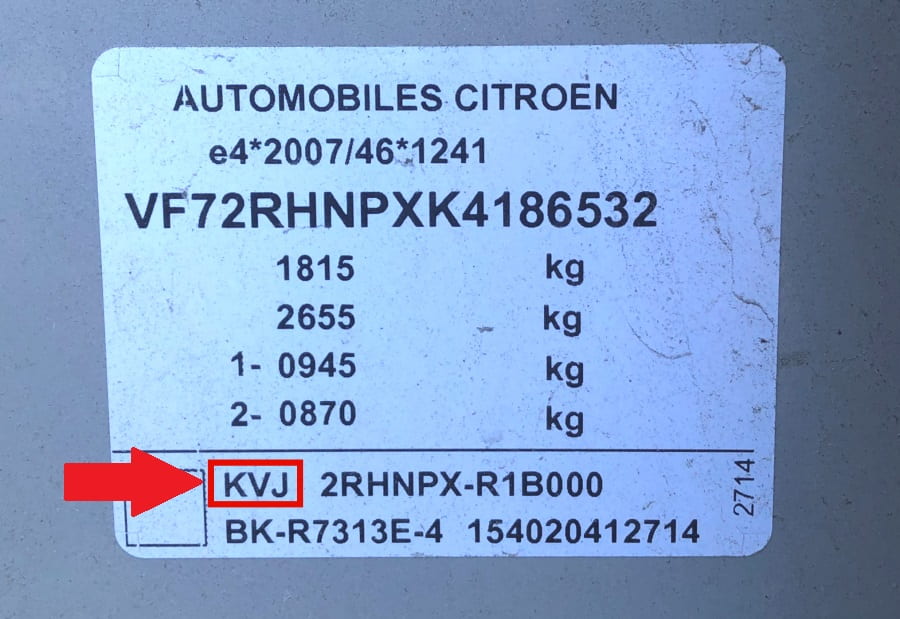 AUTOMOBILES CITROEN
e4*2007/46*1241
VF72RHNPXK4186532
1815 kg
2655 kg
1- 0945 kg
2- 0870 kg
KVJ 2RHNPX-R1B000
BK-R7313E-4 154020412714
2714